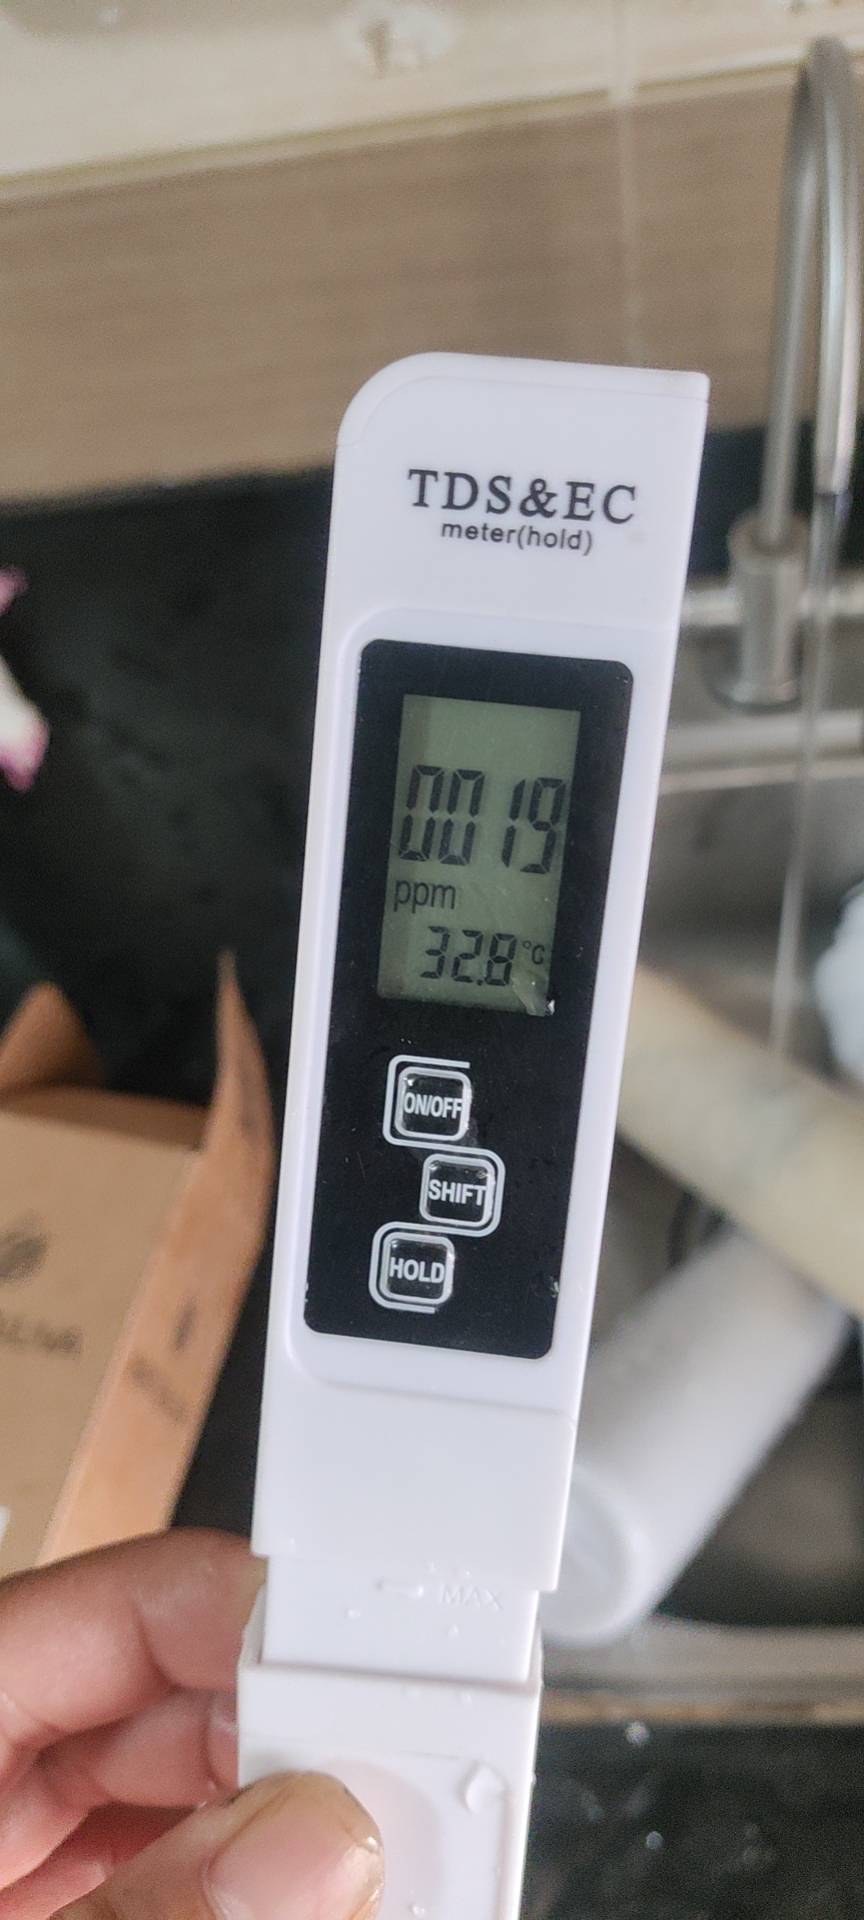 TDS&EC
meter(hold)
0019
ppm
32.8°C
ON/OFF
SHIFT
HOLD
MAX